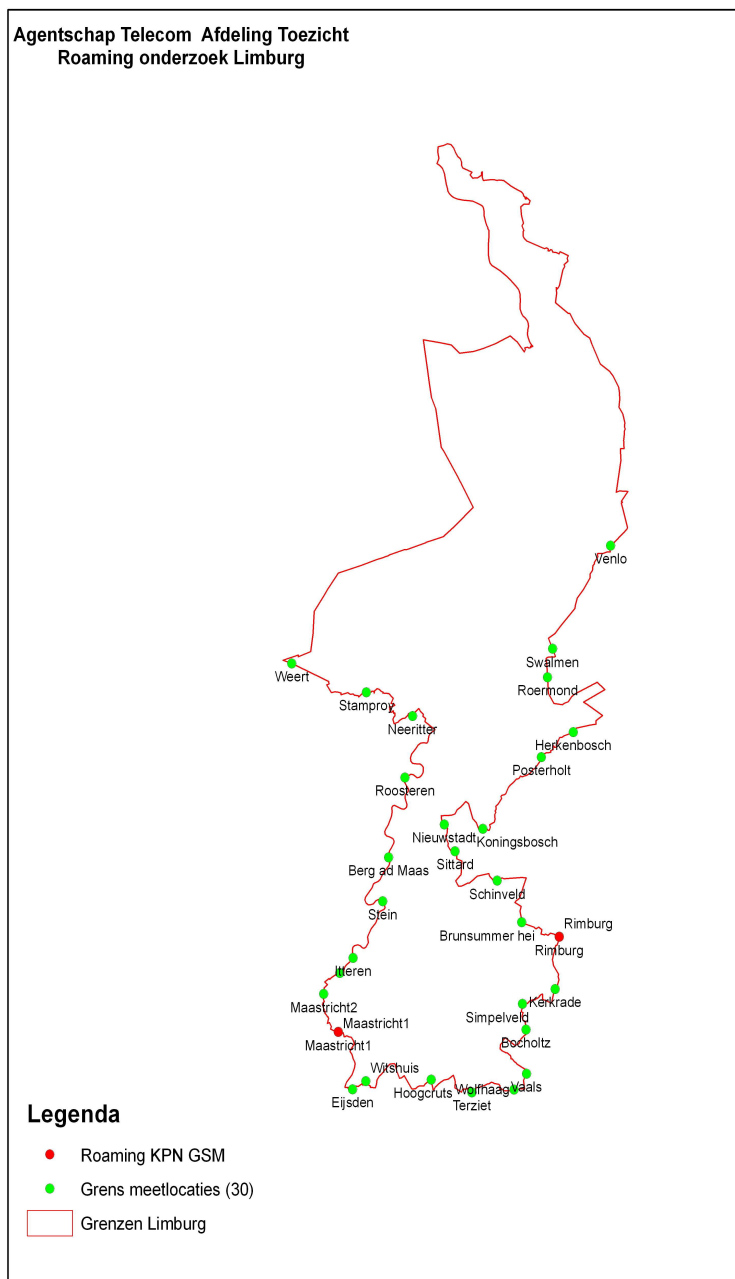 Agentschap Telecom  Afdeling Toezicht
Roaming onderzoek Limburg
Venlo
Swalmen
Weert
Roermond
Stamproy
Neeritter
Herkenbosch
Posterholt
Roosteren
Nieuwstadt
Koningsbosch
Sittard
Berg ad Maas
Schinveld
Stein
Rimburg
Brunsummer hei
Rimburg
Itteren
Kerkrade
Maastricht2
Simpelveld
Maastricht1
Maastricht1
Bocholtz
Witshuis
Vaals
Eijsden
Hoogcruts
Wolfhaag
Terziet
Legenda
Roaming KPN GSM
Grens meetlocaties (30)
Grenzen Limburg